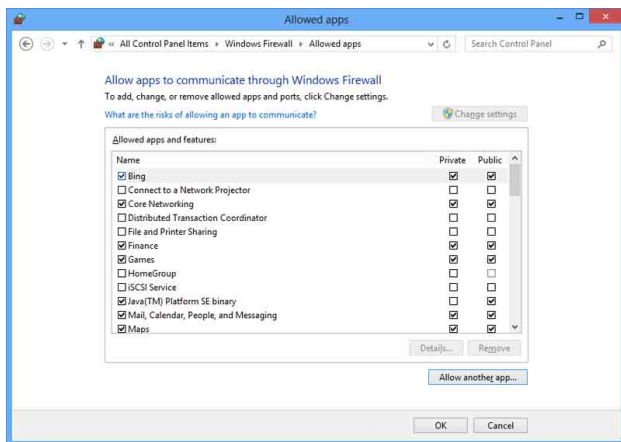 Allowed apps
« All Control Panel Items ▸ Windows Firewall ▸ Allowed apps Search Control Panel
Allow apps to communicate through Windows Firewall
To add, change, or remove allowed apps and ports, click Change settings.
What are the risks of allowing an app to communicate? Change settings
Allowed apps and features:
Name Private Public
Bing
Connect to a Network Projector
Core Networking
Distributed Transaction Coordinator
File and Printer Sharing
Finance
Games
HomeGroup
iSCSI Service
Java(TM) Platform SE binary
Mail, Calendar, People, and Messaging
Maps
Details... Remove
Allow another app...
OK Cancel